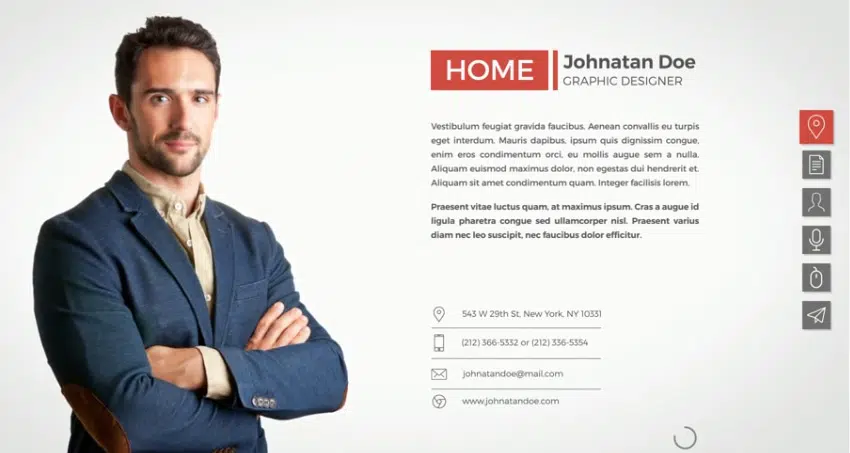 HOME
Johnatan Doe
GRAPHIC DESIGNER
Vestibulum feugiat gravida faucibus. Aenean convallis eu turpis
eget interdum. Mauris dapibus, ipsum quis dignissim congue,
enim eros condimentum orci, eu mollis augue sem a nulla.
Aliquam euismod maximus dolor, non egestas dui hendrerit et.
Aliquam sit amet condimentum quam. Integer facilisis lorem.
Praesent vitae luctus quam, at maximus ipsum. Cras a augue id
ligula pharetra congue sed ullamcorper nisl. Praesent varius
diam nec leo suscipit, nec faucibus dolor efficitur.
543 W 29th St, New York, NY 10331
(212) 366-5332 or (212) 336-5354
johnatandoe@mail.com
www.johnatandoe.com